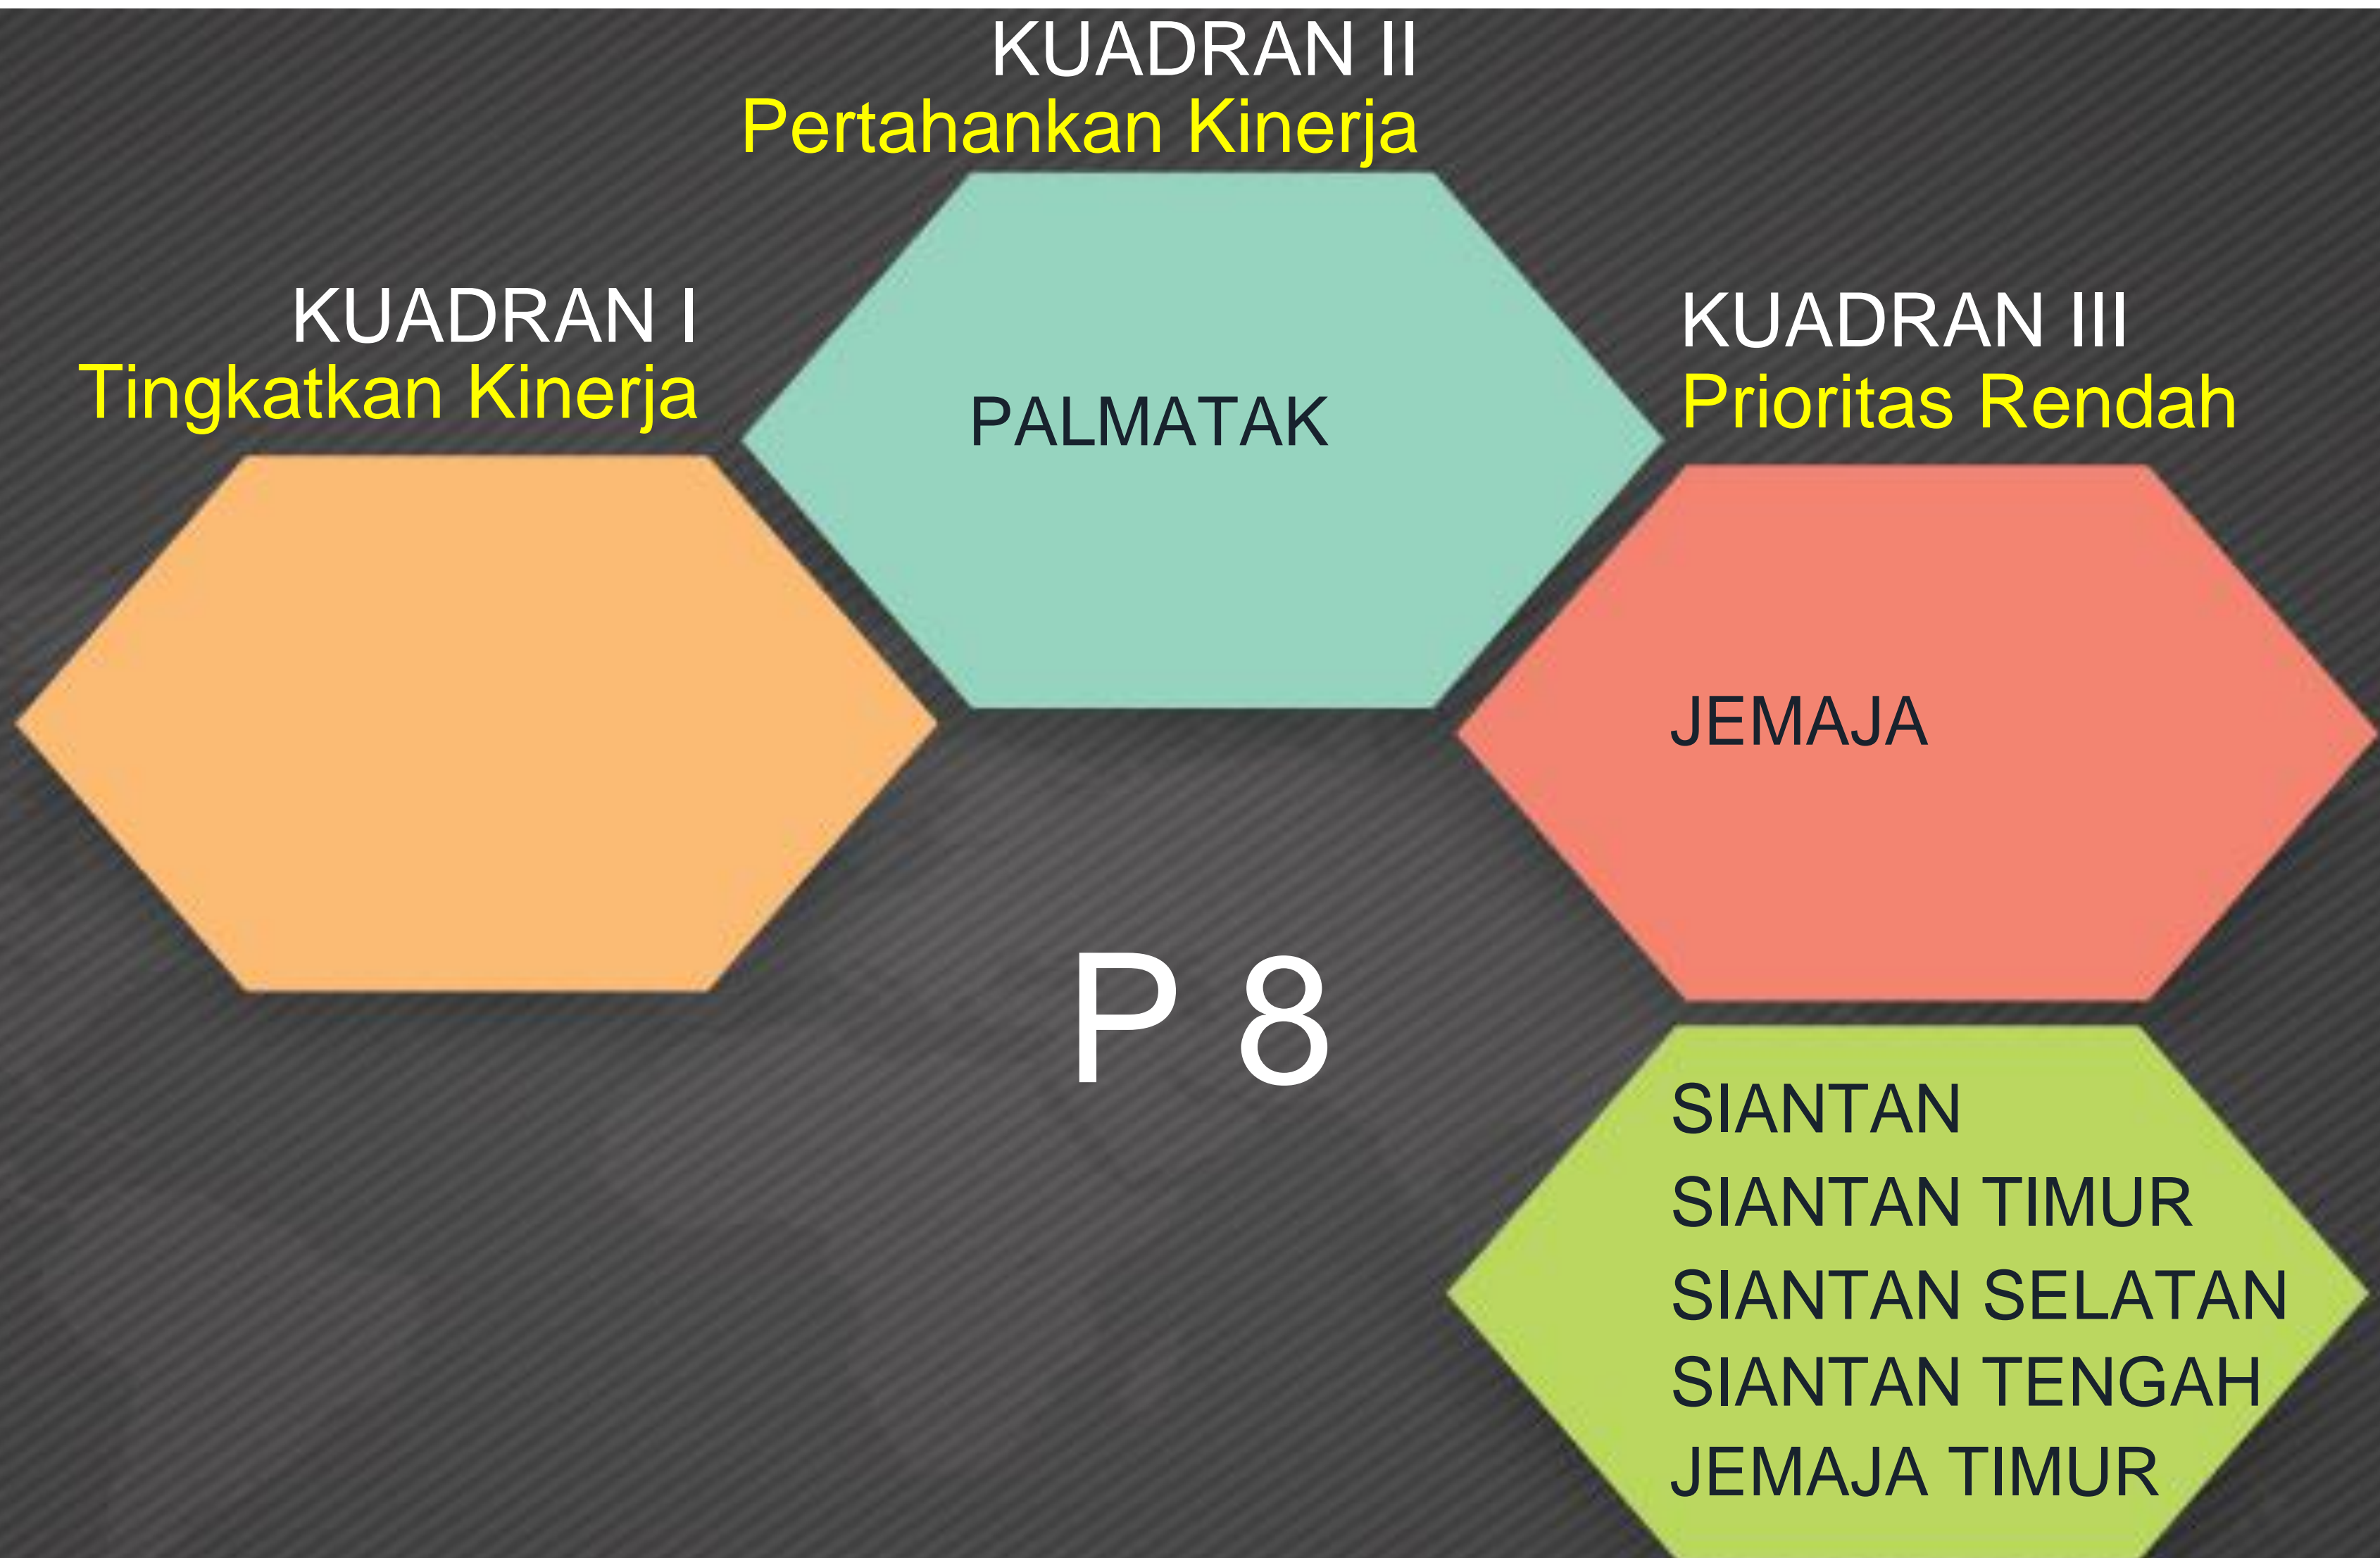 KUADRAN II
Pertahankan Kinerja
KUADRAN I
Tingkatkan Kinerja
KUADRAN III
Prioritas Rendah
PALMATAK
JEMAJA
P 8
SIANTAN
SIANTAN TIMUR
SIANTAN SELATAN
SIANTAN TENGAH
JEMAJA TIMUR